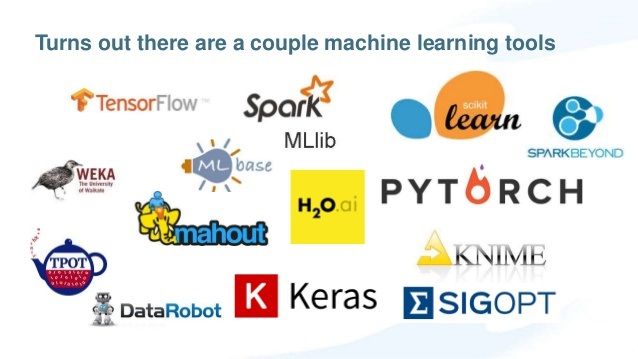 Turns out there are a couple machine learning tools
TensorFlow™
Spark
MLlib
scikit
learn
SPARKBEYOND
WEKA
The University
of Waikato
ML base
H2O.ai
PYTORCH
mahout
TPOT
KNIME
DataRobot
K Keras
Σ SIGOPT